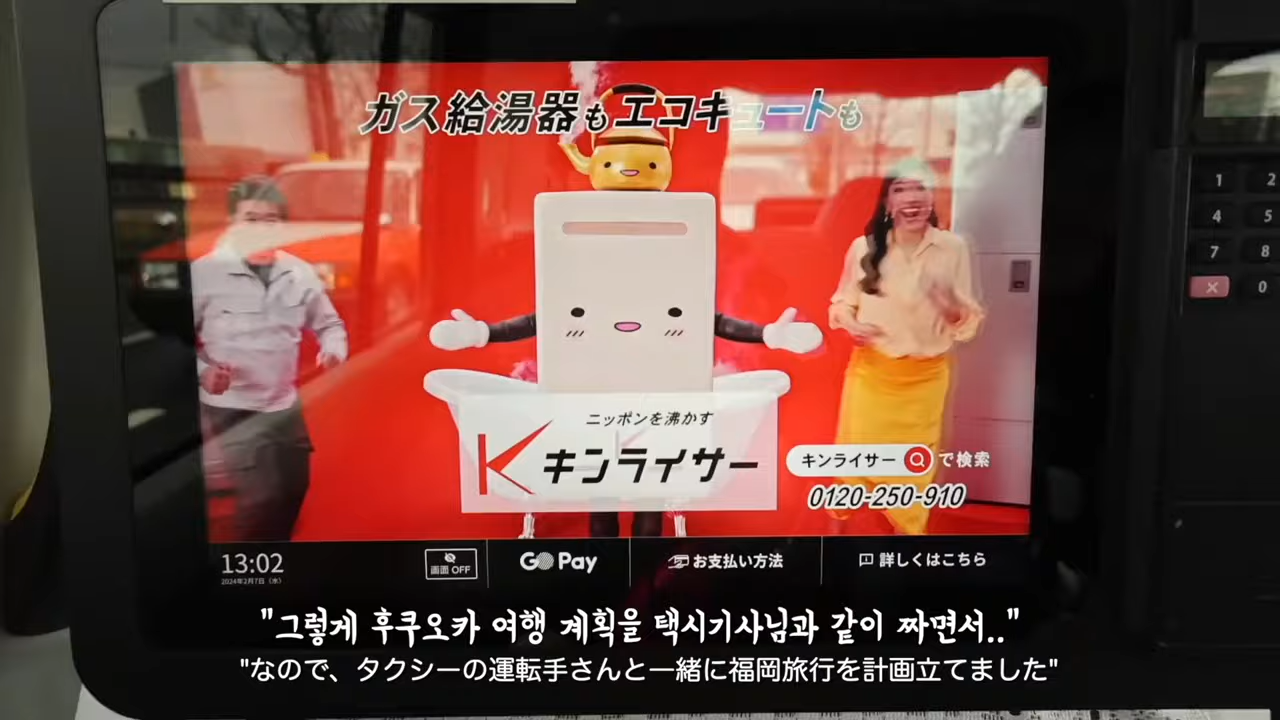 ガス給湯器もエコキュートも
ニッポンを沸かす
K キンライサー
キンライサー で検索
0120-250-910
13:02
2024年2月7日（水）
画面 OFF
GO Pay
お支払い方法
詳しくはこちら
1 2
4 5
7 8
× 0
"그렇게 후쿠오카 여행 계획을 택시기사님과 같이 짜면서.."
"なので、タクシーの運転手さんと一緒に福岡旅行を計画立てました"